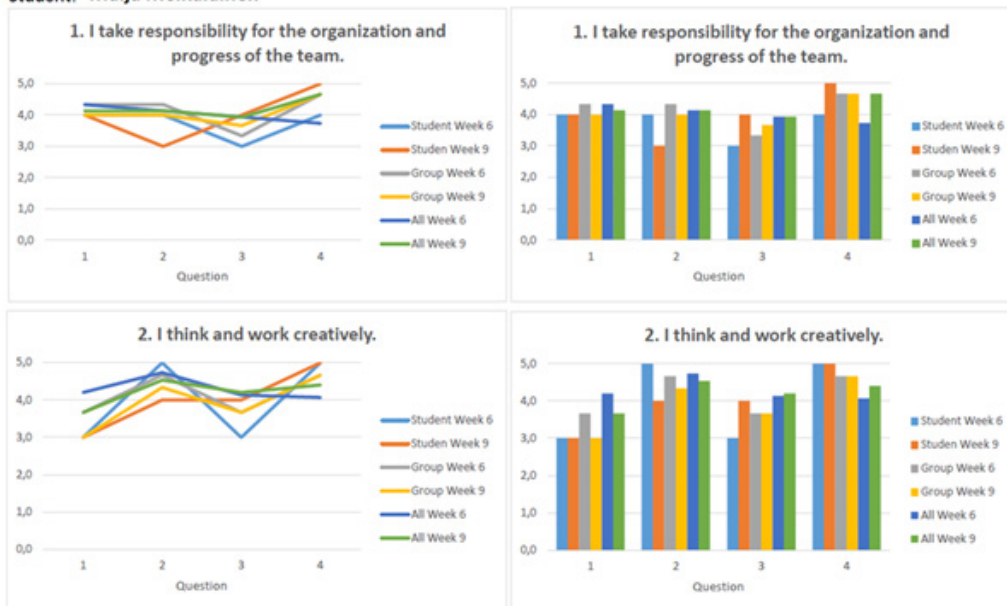 1. I take responsibility for the organization and
progress of the team.
5,0
4,0
3,0
2,0
1,0
0,0
1 2 3 4
Question
Student Week 6
Studen Week 9
Group Week 6
Group Week 9
All Week 6
All Week 9
1. I take responsibility for the organization and
progress of the team.
5,0
4,0
3,0
2,0
1,0
0,0
1 2 3 4
Question
Student Week 6
Studen Week 9
Group Week 6
Group Week 9
All Week 6
All Week 9
2. I think and work creatively.
5,0
4,0
3,0
2,0
1,0
0,0
1 2 3 4
Question
Student Week 6
Studen Week 9
Group Week 6
Group Week 9
All Week 6
All Week 9
2. I think and work creatively.
5,0
4,0
3,0
2,0
1,0
0,0
1 2 3 4
Question
Student Week 6
Studen Week 9
Group Week 6
Group Week 9
All Week 6
All Week 9